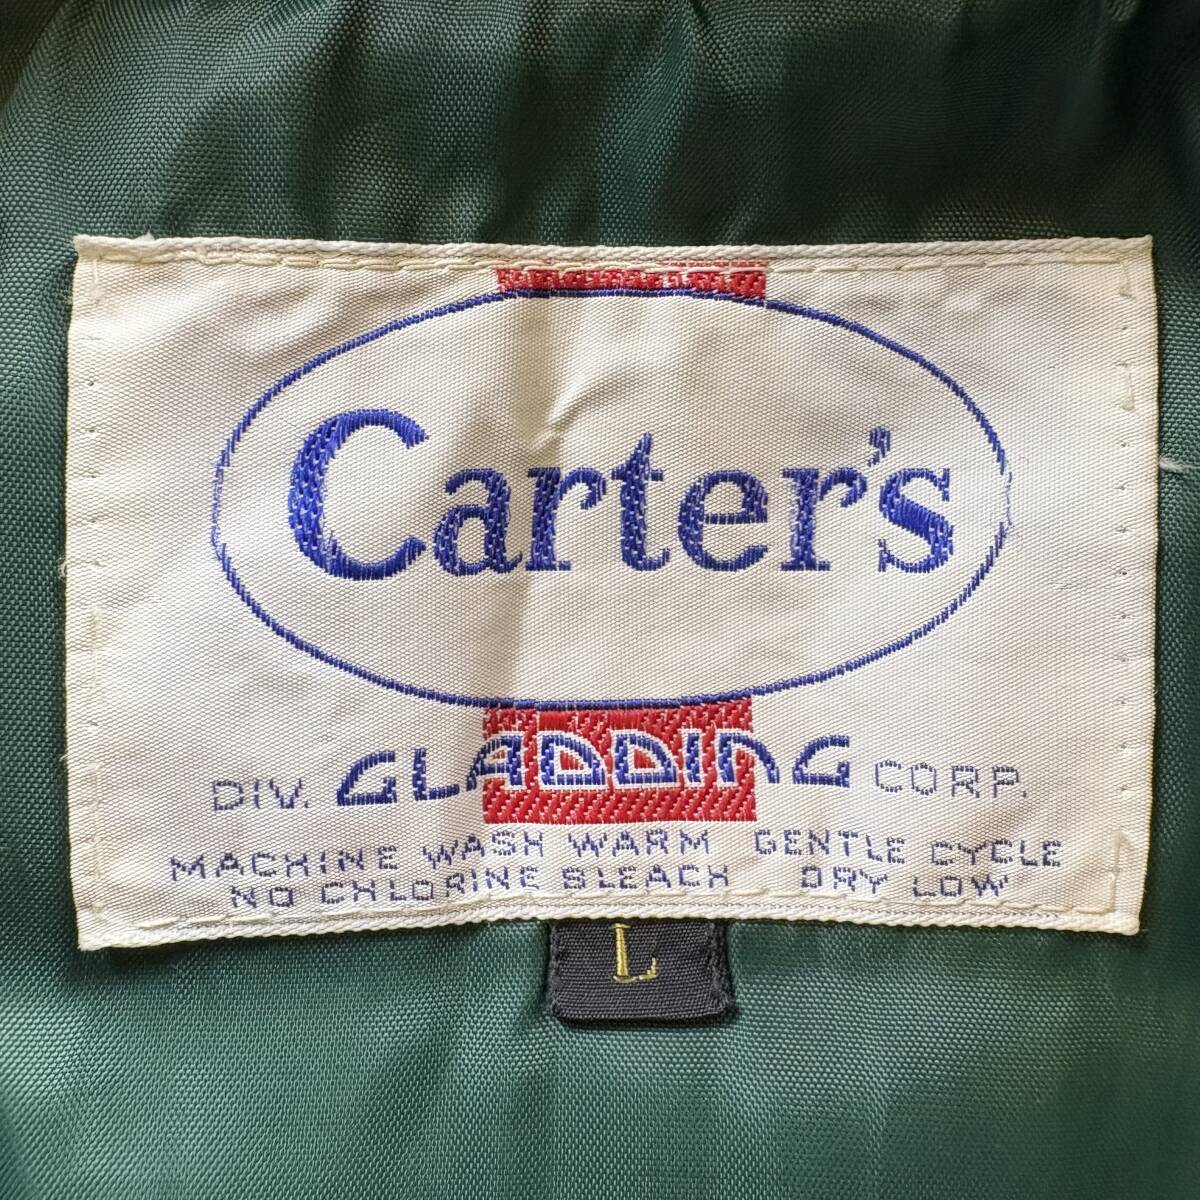 Carter's
DIV. GLADDING CORP.
MACHINE WASH WARM GENTLE CYCLE
NO CHLORINE BLEACH DRY LOW
L